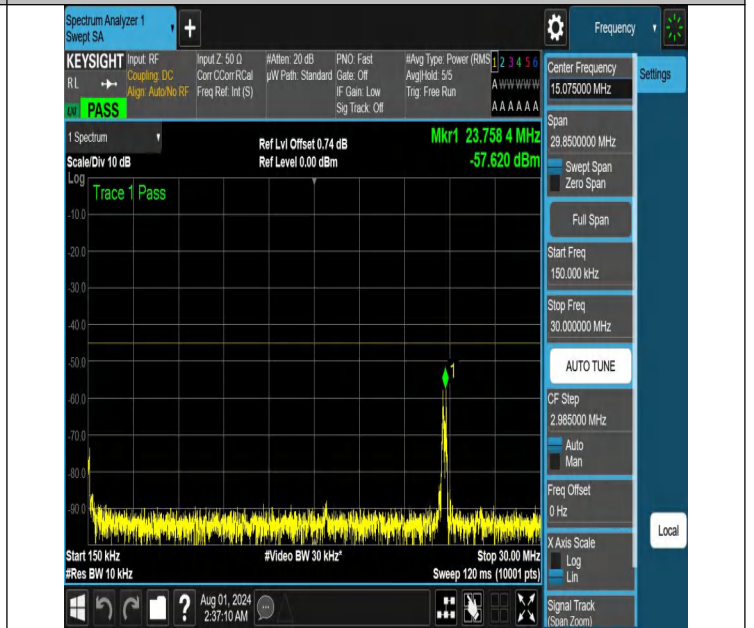 Spectrum Analyzer 1
Swept SA
Frequency
KEYSIGHT
RL
PASS
Input: RF
Coupling: DC
Align: Auto/No RF
Input Z: 50 Ω
Corr CCorr RCal
Freq Ref: Int (S)
#Atten: 20 dB
µW Path: Standard
PNO: Fast
Gate: Off
IF Gain: Low
Sig Track: Off
#Avg Type: Power (RMS
Avg|Hold: 5/5
Trig: Free Run
1 2 3 4 5 6
A W W W W W
A A A A A A
Center Frequency
15.075000 MHz
Settings
Span
29.8500000 MHz
Swept Span
Zero Span
Full Span
Start Freq
150.000 kHz
Stop Freq
30.000000 MHz
AUTO TUNE
CF Step
2.985000 MHz
Auto
Man
Freq Offset
0 Hz
X Axis Scale
Log
Lin
Signal Track
(Span Zoom)
Local
1 Spectrum
Scale/Div 10 dB
Ref Lvl Offset 0.74 dB
Ref Level 0.00 dBm
Mkr1 23.758 4 MHz
-57.620 dBm
Log
Trace 1 Pass
-10.0
-20.0
-30.0
-40.0
-50.0
-60.0
-70.0
-80.0
-90.0
1
Start 150 kHz
#Res BW 10 kHz
#Video BW 30 kHz*
Stop 30.00 MHz
Sweep 120 ms (10001 pts)
Aug 01, 2024
2:37:10 AM